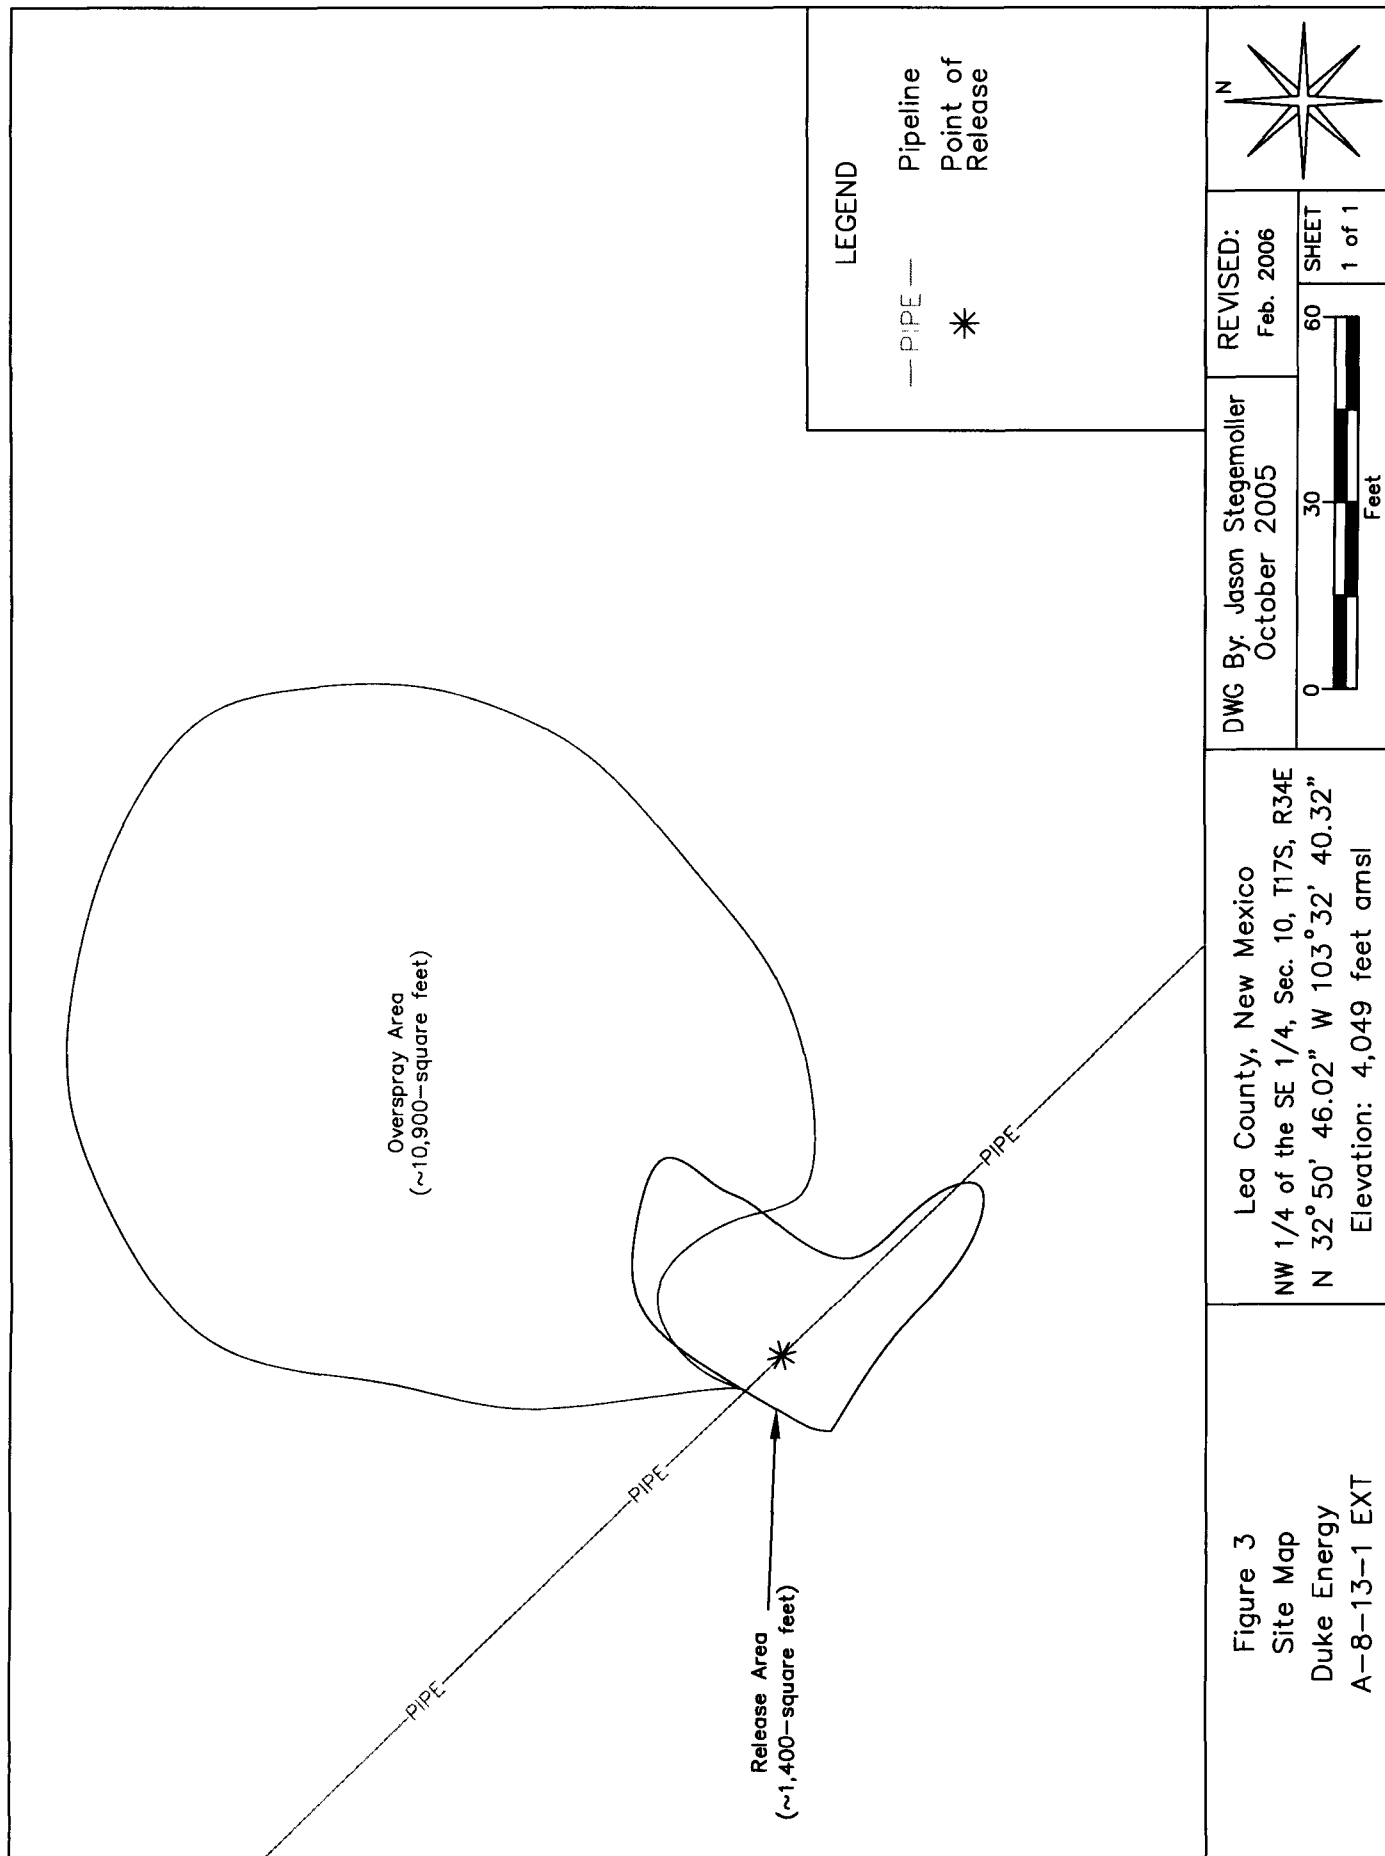 Overspray Area
(~10,900-square feet)
Release Area
(~1,400-square feet)
PIPE
PIPE
PIPE
LEGEND
—PIPE— Pipeline
Point of
Release
Figure 3
Site Map
Duke Energy
A-8-13-1 EXT
Lea County, New Mexico
NW 1/4 of the SE 1/4, Sec. 10, T17S, R34E
N 32°50' 46.02" W 103°32' 40.32"
Elevation: 4,049 feet amsl
DWG By: Jason Stegemoller
October 2005
REVISED:
Feb. 2006
0 30 60
Feet
SHEET
1 of 1
N